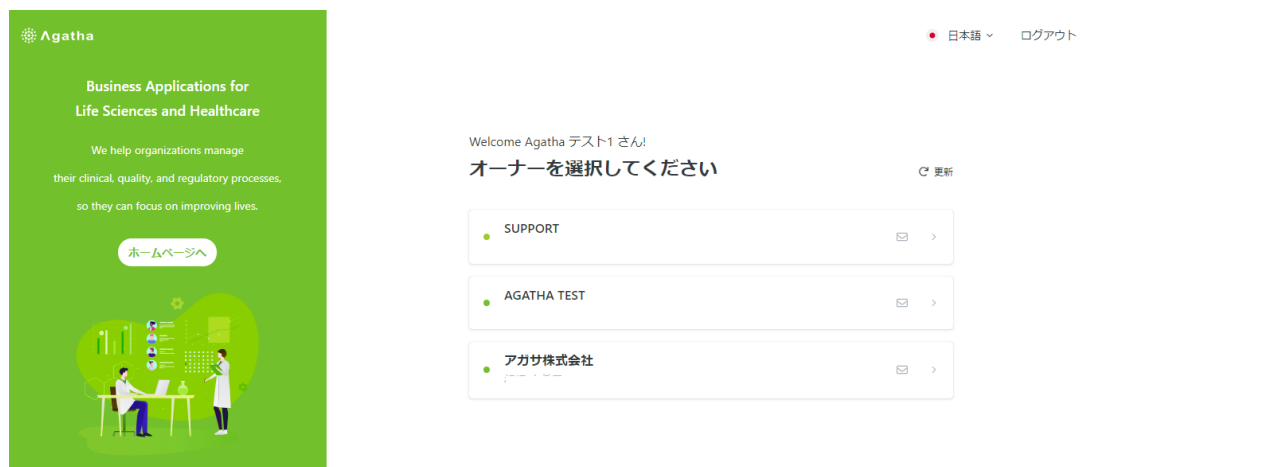 Agatha
Business Applications for
Life Sciences and Healthcare
We help organizations manage
their clinical, quality, and regulatory processes,
so they can focus on improving lives.
ホームページへ
日本語
ログアウト
Welcome Agatha テスト1 さん!
オーナーを選択してください
更新
SUPPORT
AGATHA TEST
アガサ株式会社